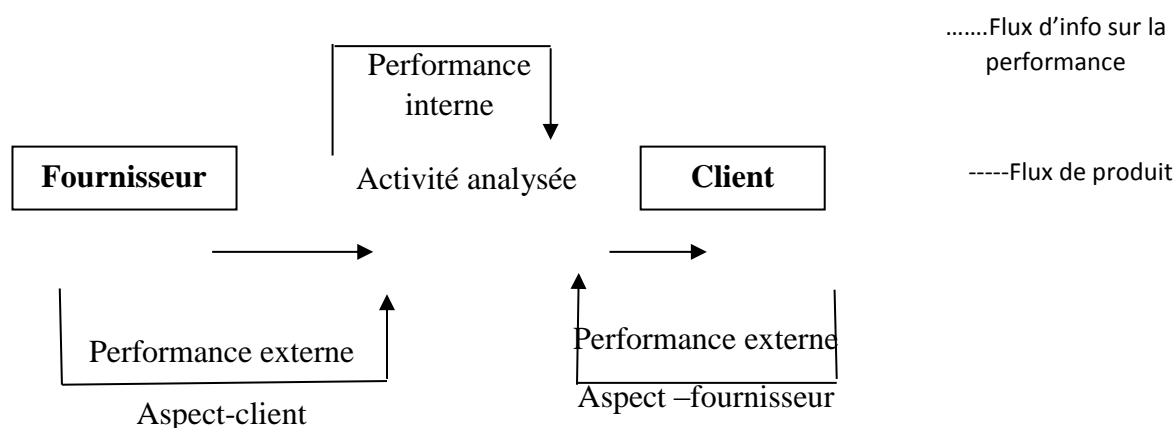 …….Flux d’info sur la
performance
Performance
interne
Fournisseur
Activité analysée
Client
-----Flux de produit
Performance externe
Aspect-client
Performance externe
Aspect –fournisseur